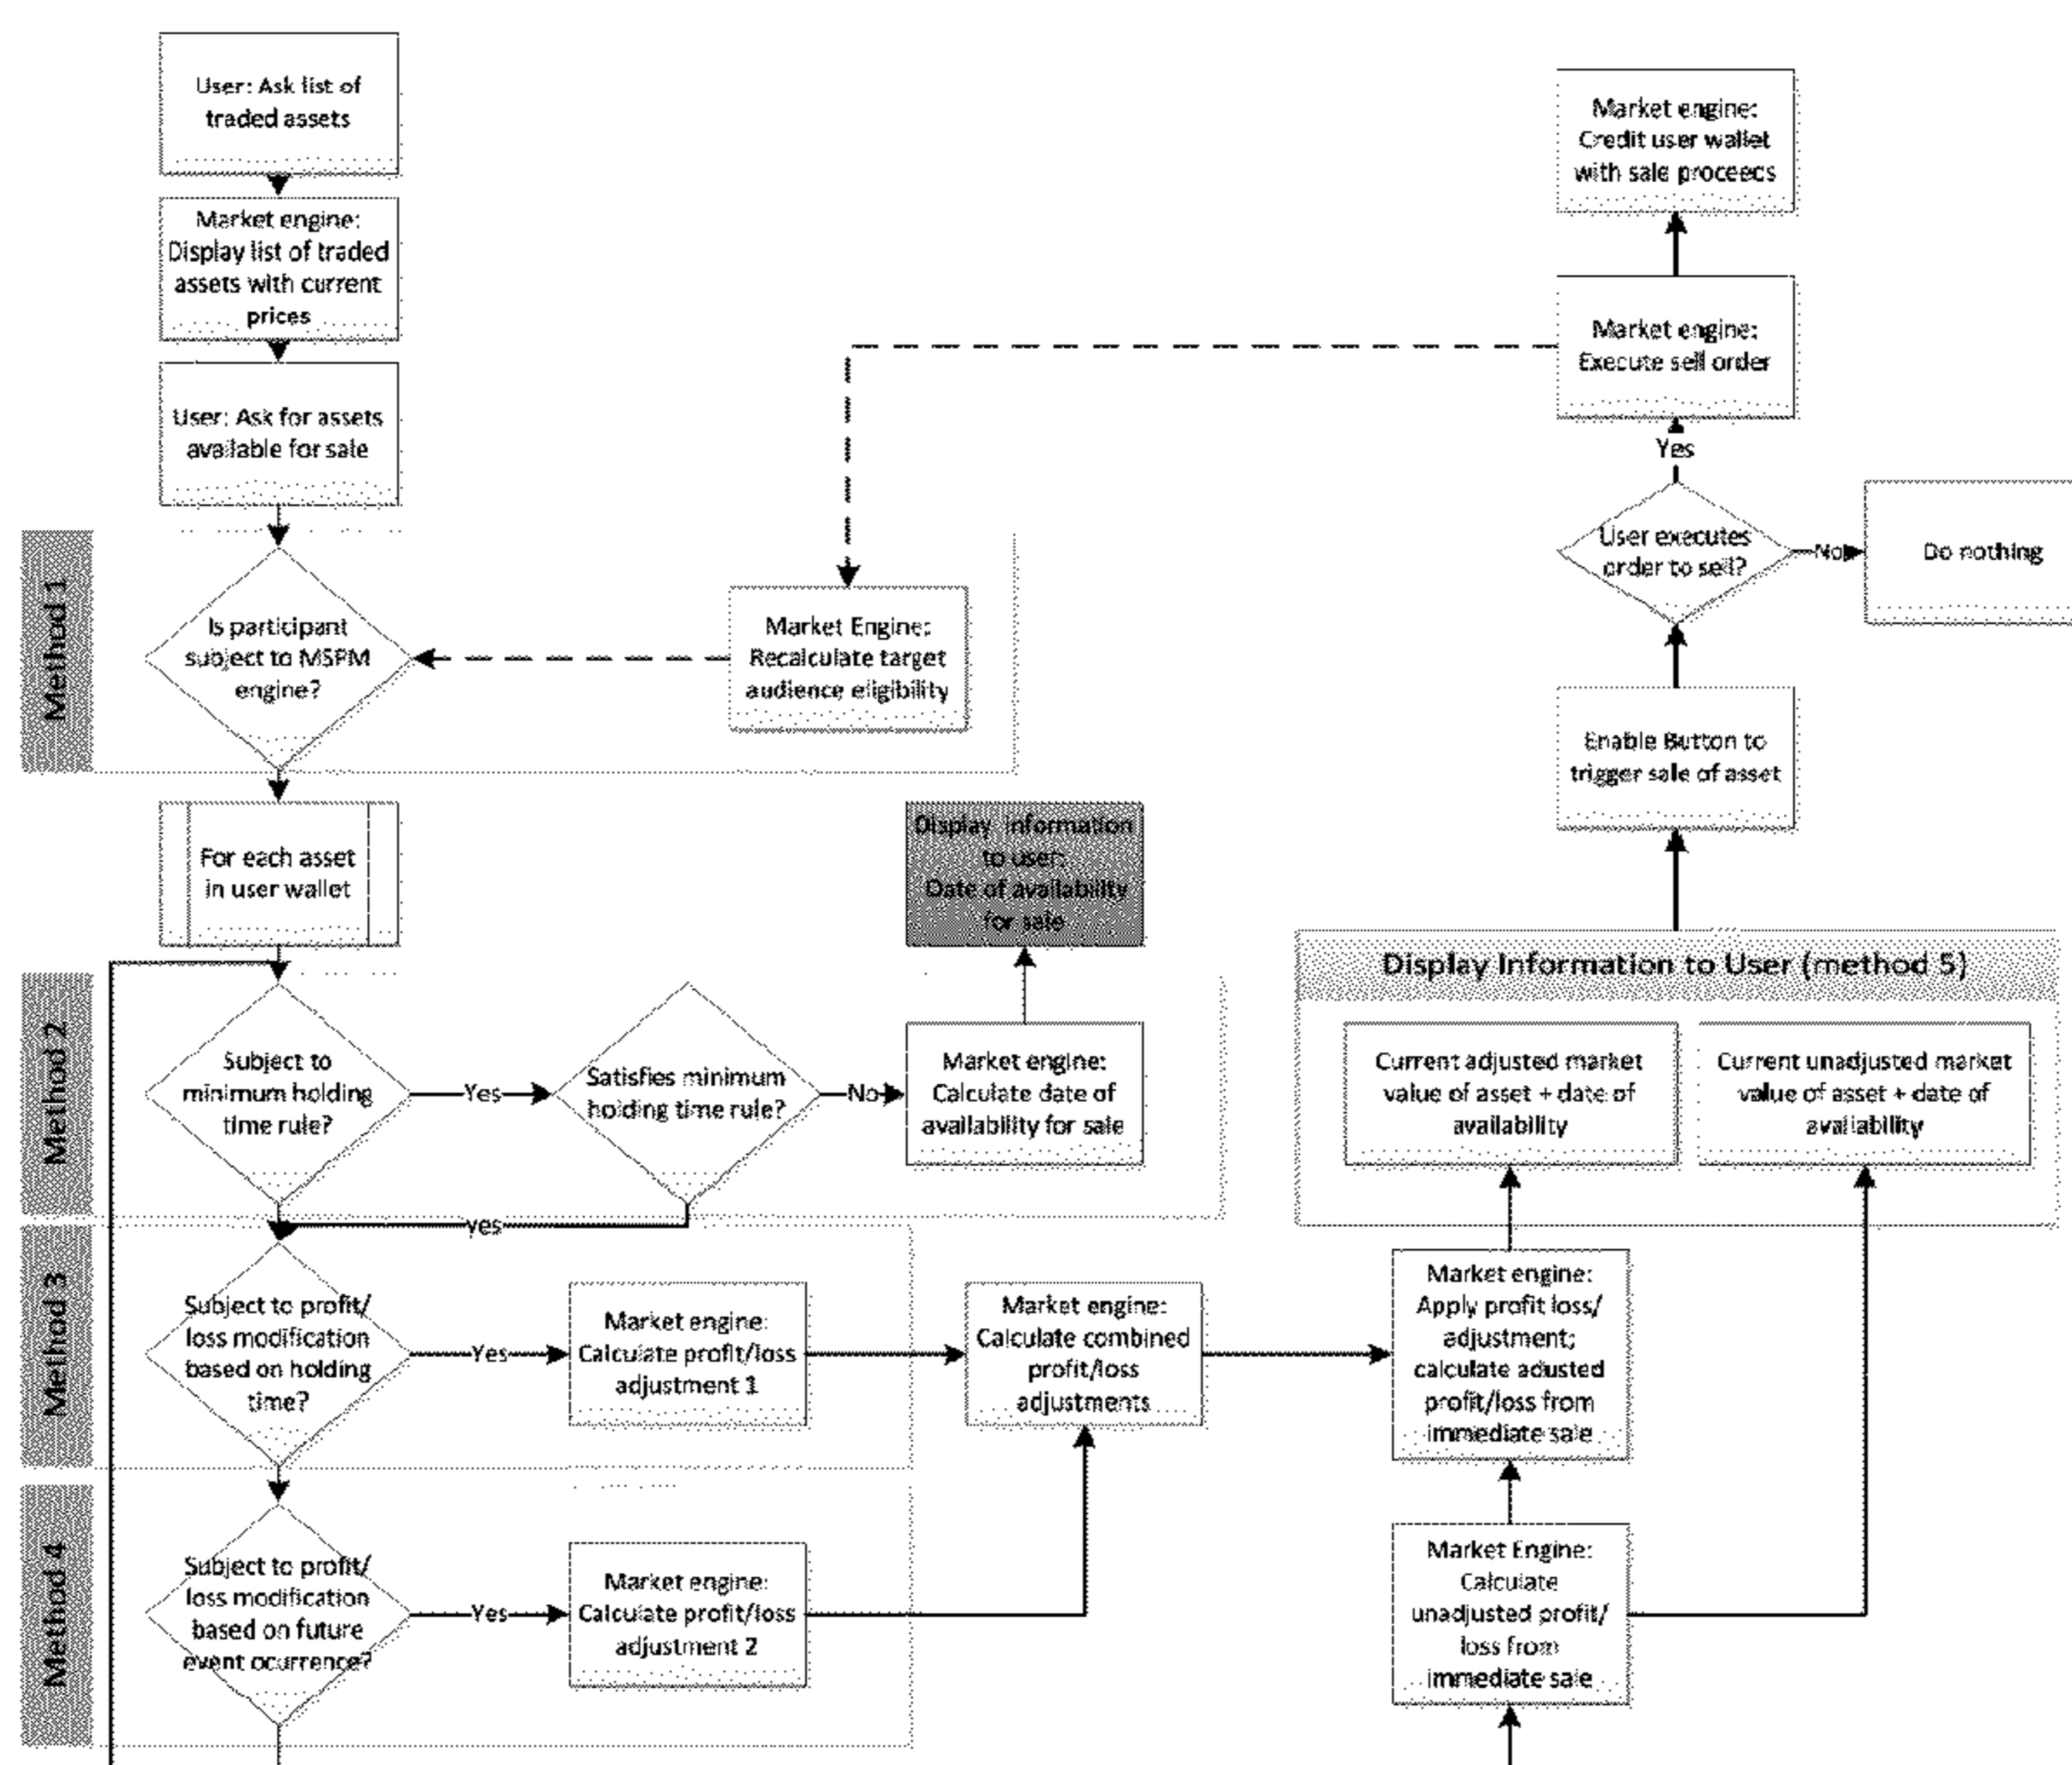 User: Ask list of
traded assets
Market engine:
Display list of traded
assets with current
prices
User: Ask for assets
available for sale
Method 1
Is participant
subject to MSPM
engine?
Market Engine:
Recalculate target
audience eligibility
For each asset
in user wallet
Display information
to user:
Date of availability
for sale
Method 2
Subject to
minimum holding
time rule?
Yes
Satisfies minimum
holding time rule?
No
Market engine:
Calculate date of
availability for sale
Yes
Method 3
Subject to profit/
loss modification
based on holding
time?
Yes
Market engine:
Calculate profit/loss
adjustment 1
Market engine:
Calculate combined
profit/loss
adjustments
Method 4
Subject to profit/
loss modification
based on future
event ocurrence?
Yes
Market engine:
Calculate profit/loss
adjustment 2
Market engine:
Credit user wallet
with sale proceeds
Market engine:
Execute sell order
Yes
User executes
order to sell?
No
Do nothing
Enable Button to
trigger sale of asset
Display Information to User (method 5)
Current adjusted market
value of asset + date of
availability
Current unadjusted market
value of asset + date of
availability
Market engine:
Apply profit loss/
adjustment;
calculate adusted
profit/loss from
immediate sale
Market Engine:
Calculate
unadjusted profit/
loss from
immediate sale